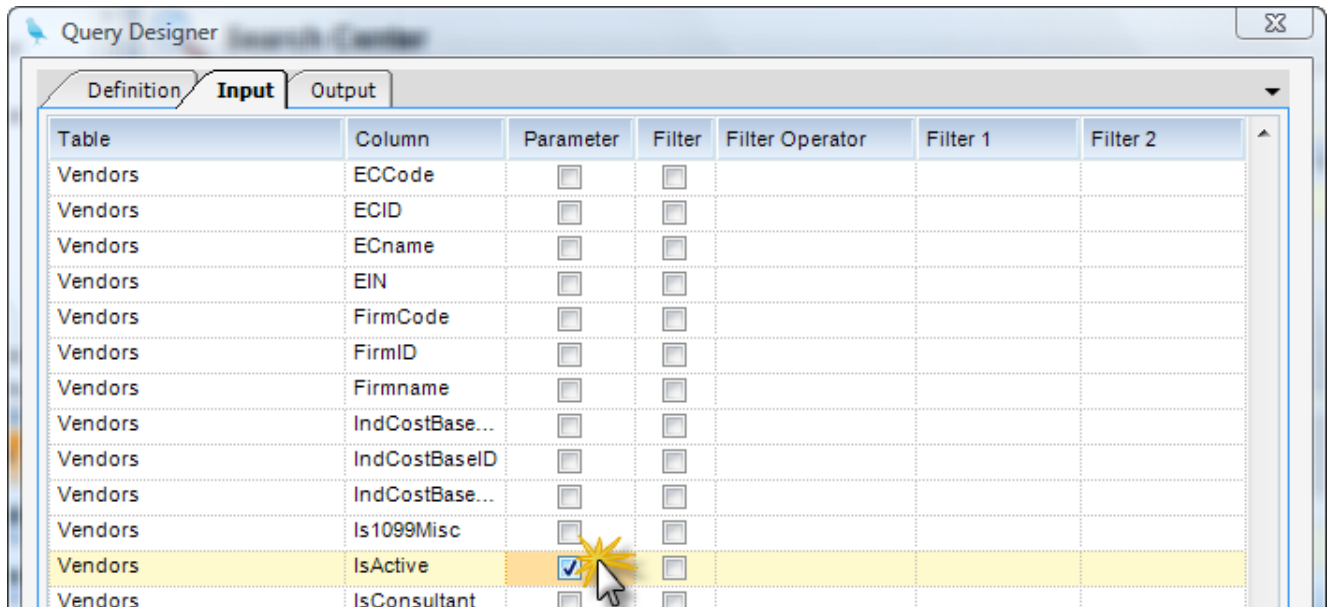 Query Designer Search Center
Definition Input Output
Table Column Parameter Filter Filter Operator Filter 1 Filter 2
Vendors ECCode
Vendors ECID
Vendors ECname
Vendors EIN
Vendors FirmCode
Vendors FirmID
Vendors Firmname
Vendors IndCostBase...
Vendors IndCostBaseID
Vendors IndCostBase...
Vendors Is1099Misc
Vendors IsActive
Vendors IsConsultant